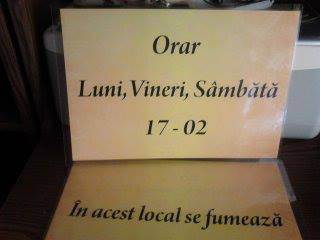 Orar
Luni, Vineri, Sâmbătă
17 - 02
În acest local se fumează